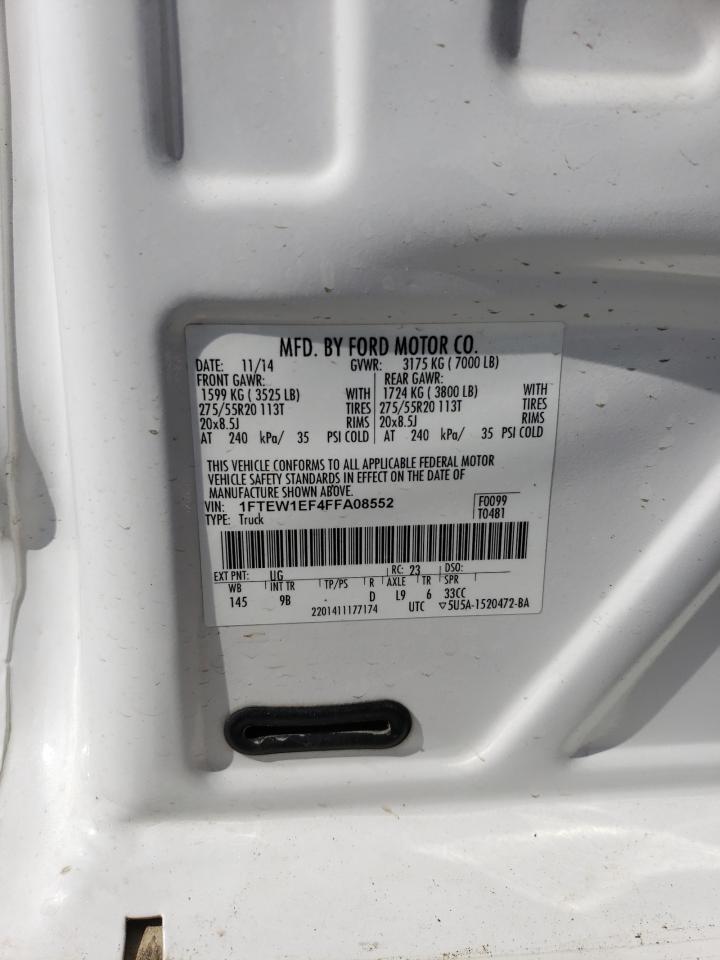 MFD. BY FORD MOTOR CO.
DATE: 11/14 GVWR: 3175 KG ( 7000 LB)
FRONT GAWR: REAR GAWR:
1599 KG ( 3525 LB) WITH 1724 KG ( 3800 LB) WITH
275/55R20 113T TIRES 275/55R20 113T TIRES
20x8.5J RIMS 20x8.5J RIMS
AT 240 kPa/ 35 PSI COLD AT 240 kPa/ 35 PSI COLD
THIS VEHICLE CONFORMS TO ALL APPLICABLE FEDERAL MOTOR
VEHICLE SAFETY STANDARDS IN EFFECT ON THE DATE OF
MANUFACTURE SHOWN ABOVE.
VIN: 1FTEW1EF4FFA08552 F0099
TYPE: Truck T0481
EXT PNT: UG RC: 23 DSO:
WB INT TR TP/PS R AXLE TR SPR
145 9B . D L9 6 33CC
2201411177174 UTC ▽5U5A-1520472-BA